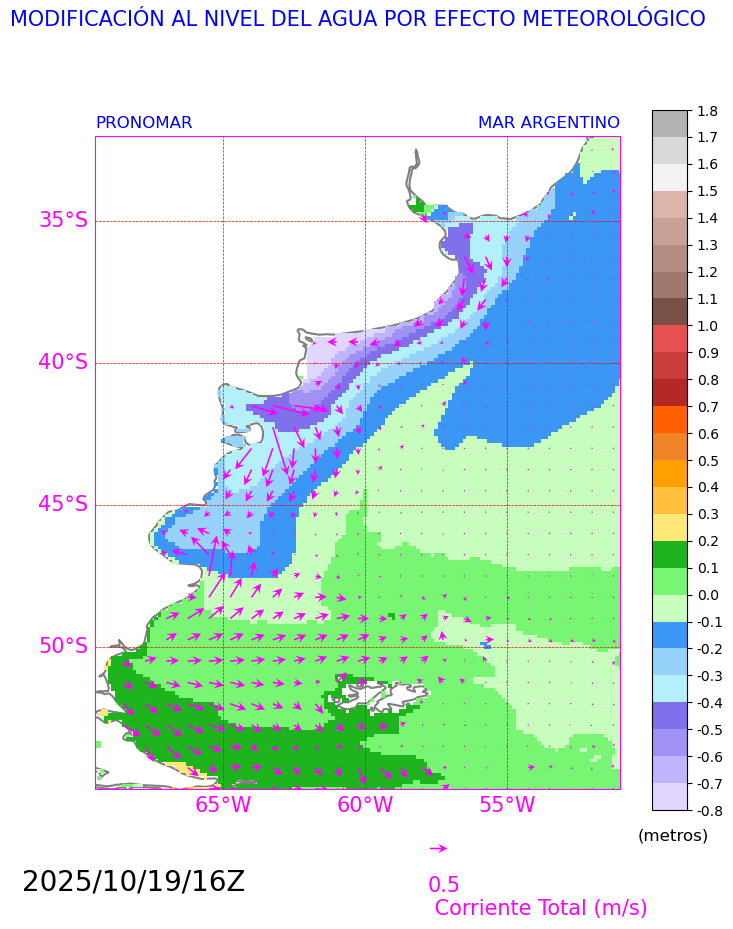 MODIFICACIÓN AL NIVEL DEL AGUA POR EFECTO METEOROLÓGICO
PRONOMAR MAR ARGENTINO
1.8
1.7
1.6
1.5
1.4
1.3
1.2
1.1
1.0
0.9
0.8
0.7
0.6
0.5
0.4
0.3
0.2
0.1
0.0
-0.1
-0.2
-0.3
-0.4
-0.5
-0.6
-0.7
-0.8
(metros)
35°S
40°S
45°S
50°S
65°W 60°W 55°W
2025/10/19/16Z
0.5
Corriente Total (m/s)